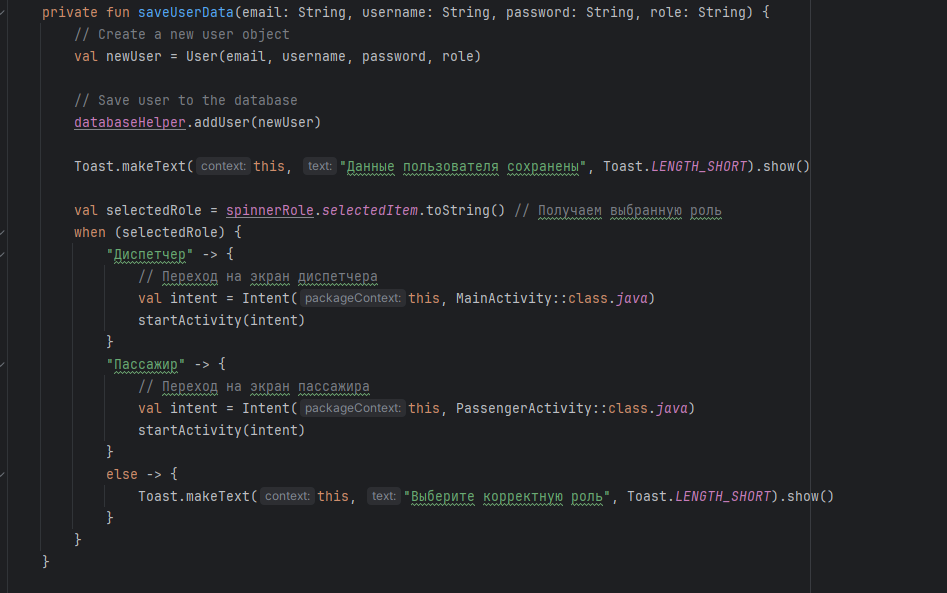 private fun saveUserData(email: String, username: String, password: String, role: String) {
// Create a new user object
val newUser = User(email, username, password, role)
// Save user to the database
databaseHelper.addUser(newUser)
Toast.makeText( context: this, text: "Данные пользователя сохранены", Toast.LENGTH_SHORT).show()
val selectedRole = spinnerRole.selectedItem.toString() // Получаем выбранную роль
when (selectedRole) {
"Диспетчер" -> {
// Переход на экран диспетчера
val intent = Intent( packageContext: this, MainActivity::class.java)
startActivity(intent)
}
"Пассажир" -> {
// Переход на экран пассажира
val intent = Intent( packageContext: this, PassengerActivity::class.java)
startActivity(intent)
}
else -> {
Toast.makeText( context: this, text: "Выберите корректную роль", Toast.LENGTH_SHORT).show()
}
}
}